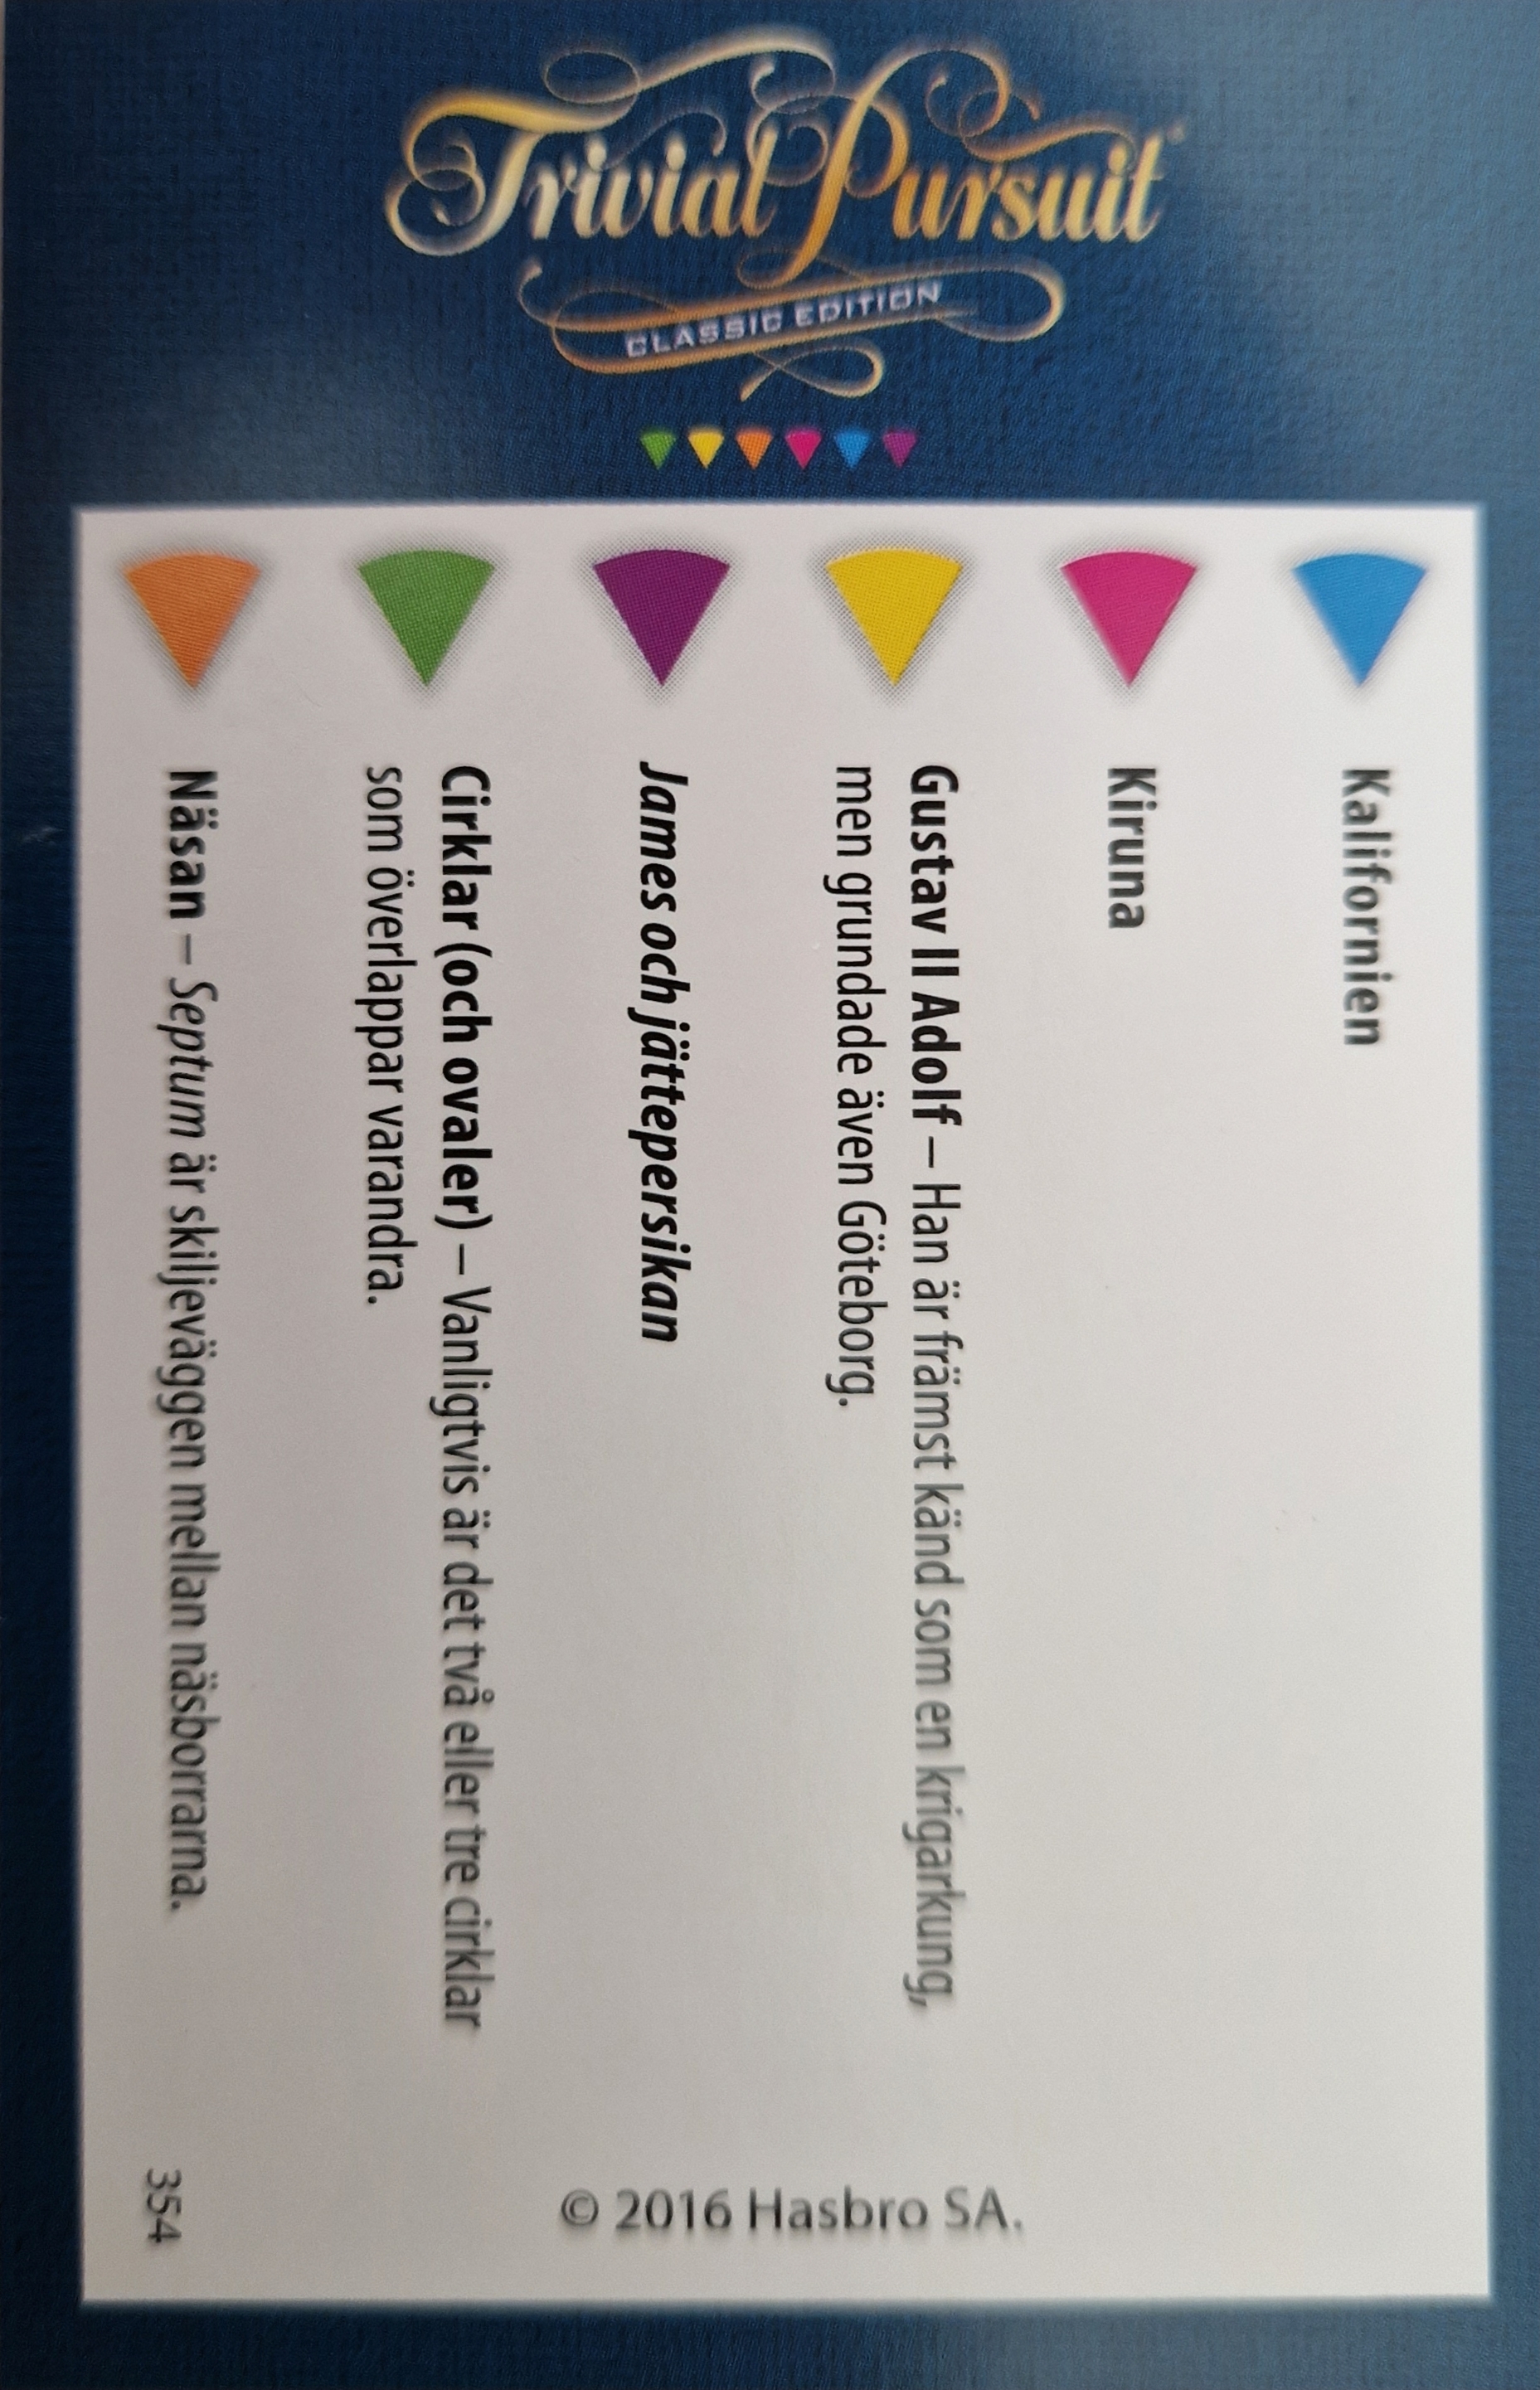 Trivial Pursuit
CLASSIC EDITION
Kalifornien
Kiruna
Gustav II Adolf – Han är främst känd som en krigarkung,
men grundade även Göteborg.
James och jättepersikan
Cirklar (och ovaler) – Vanligtvis är det två eller tre cirklar
som överlappar varandra.
Näsan – Septum är skiljeväggen mellan näsborrarna.
© 2016 Hasbro SA.
354